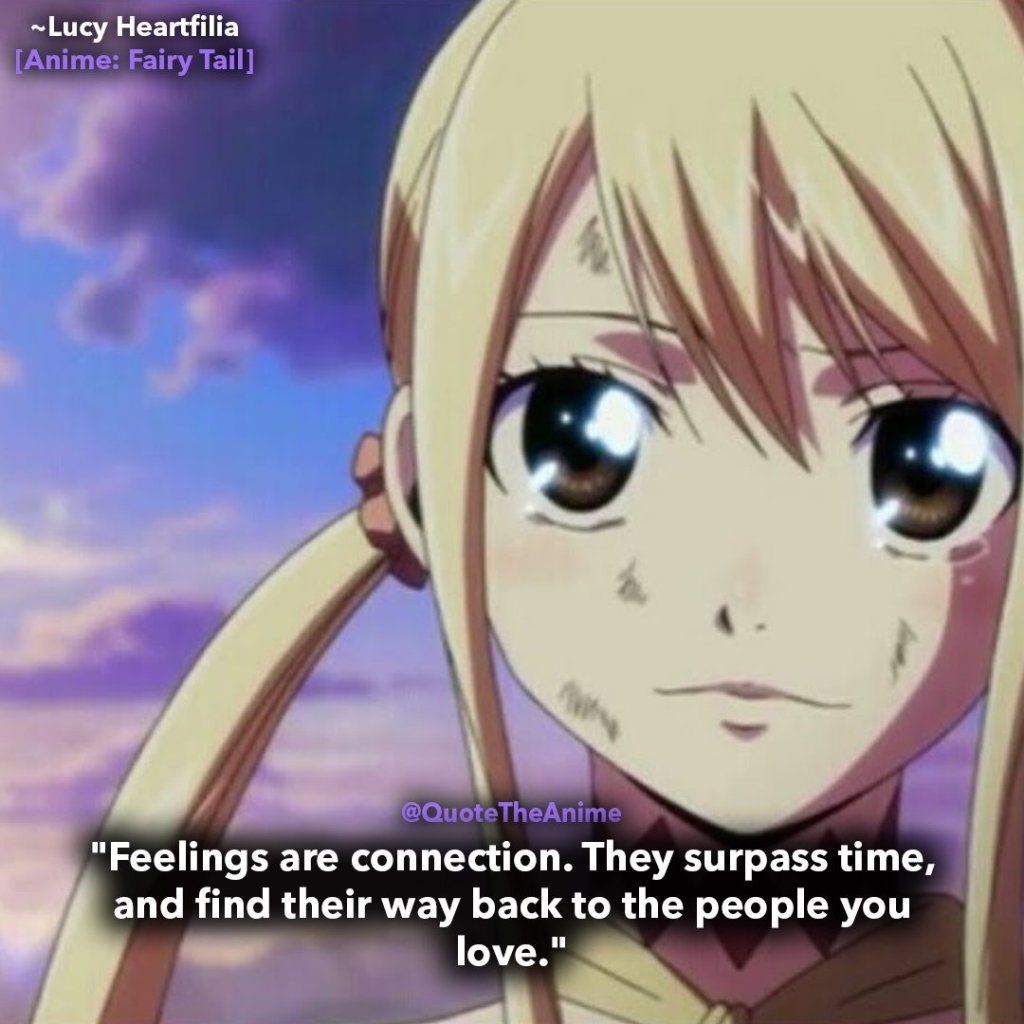 ~Lucy Heartfilia
[Anime: Fairy Tail]
@QuoteTheAnime
"Feelings are connection. They surpass time,
and find their way back to the people you
love."